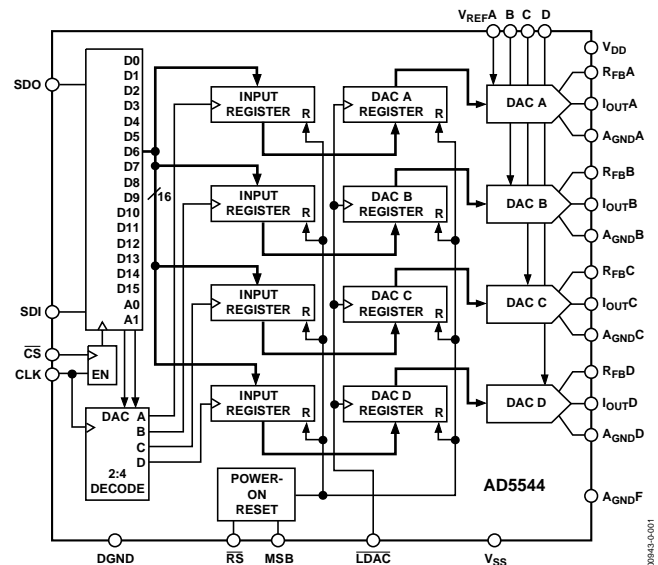 VREFA B C D
VDD
SDO
D0
D1
D2
D3
D4
D5
D6
D7
D8
D9
D10
D11
D12
D13
D14
D15
A0
A1
16
SDI
CS
CLK
EN
DAC A
B
C
D
2:4
DECODE
INPUT
REGISTER
R
DAC A
REGISTER
R
DAC A
RFBA
IOUTA
AGNDA
INPUT
REGISTER
R
DAC B
REGISTER
R
DAC B
RFBB
IOUTB
AGNDB
INPUT
REGISTER
R
DAC C
REGISTER
R
DAC C
RFBC
IOUTC
AGNDC
INPUT
REGISTER
R
DAC D
REGISTER
R
DAC D
RFBD
IOUTD
AGNDD
POWER-
ON
RESET
AD5544
AGNDF
DGND
RS
MSB
LDAC
VSS
00943-0-001